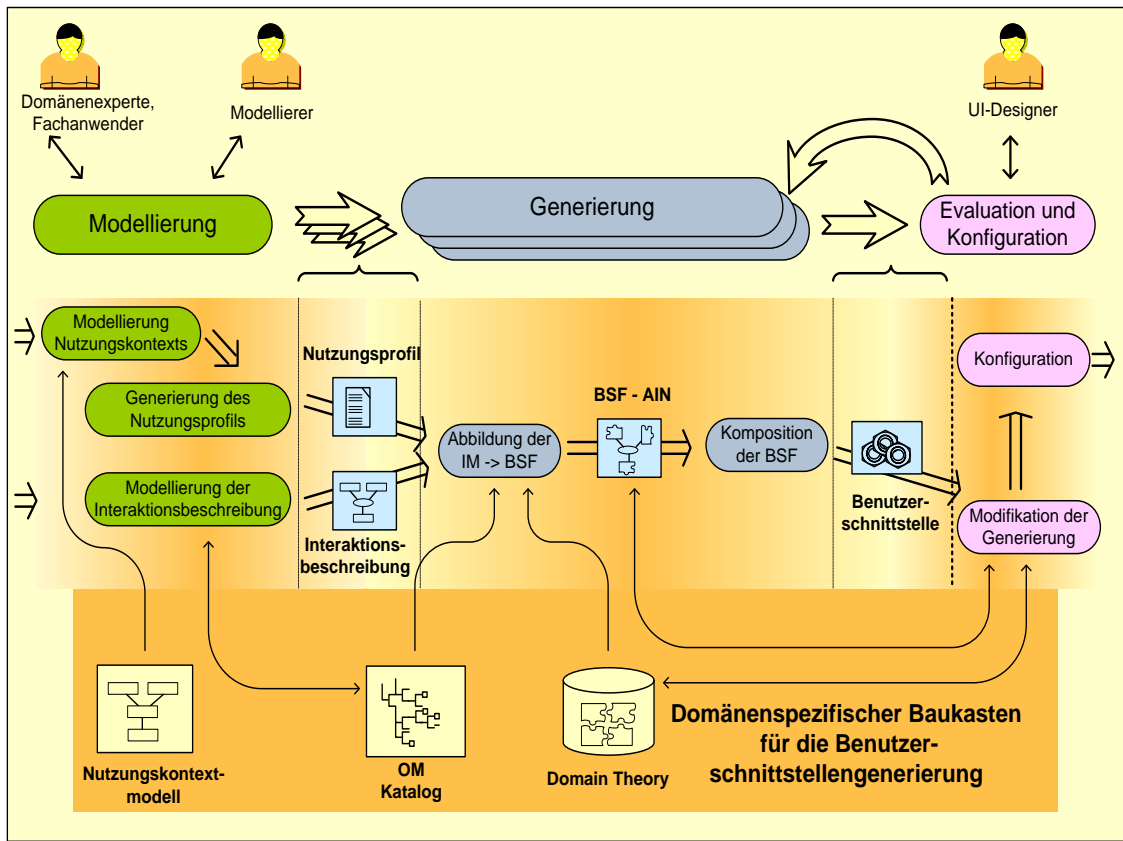 Domänenexperte,
Fachanwender
Modellierer
UI-Designer
Modellierung
Generierung
Evaluation und
Konfiguration
Modellierung
Nutzungskontexts
Generierung des
Nutzungsprofils
Modellierung der
Interaktionsbeschreibung
Nutzungsprofil
Interaktions-
beschreibung
Abbildung der
IM -> BSF
BSF - AIN
Komposition
der BSF
Benutzer-
schnittstelle
Konfiguration
Modifikation der
Generierung
Nutzungskontext-
modell
OM
Katalog
Domain Theory
Domänenspezifischer Baukasten
für die Benutzer-
schnittstellengenerierung